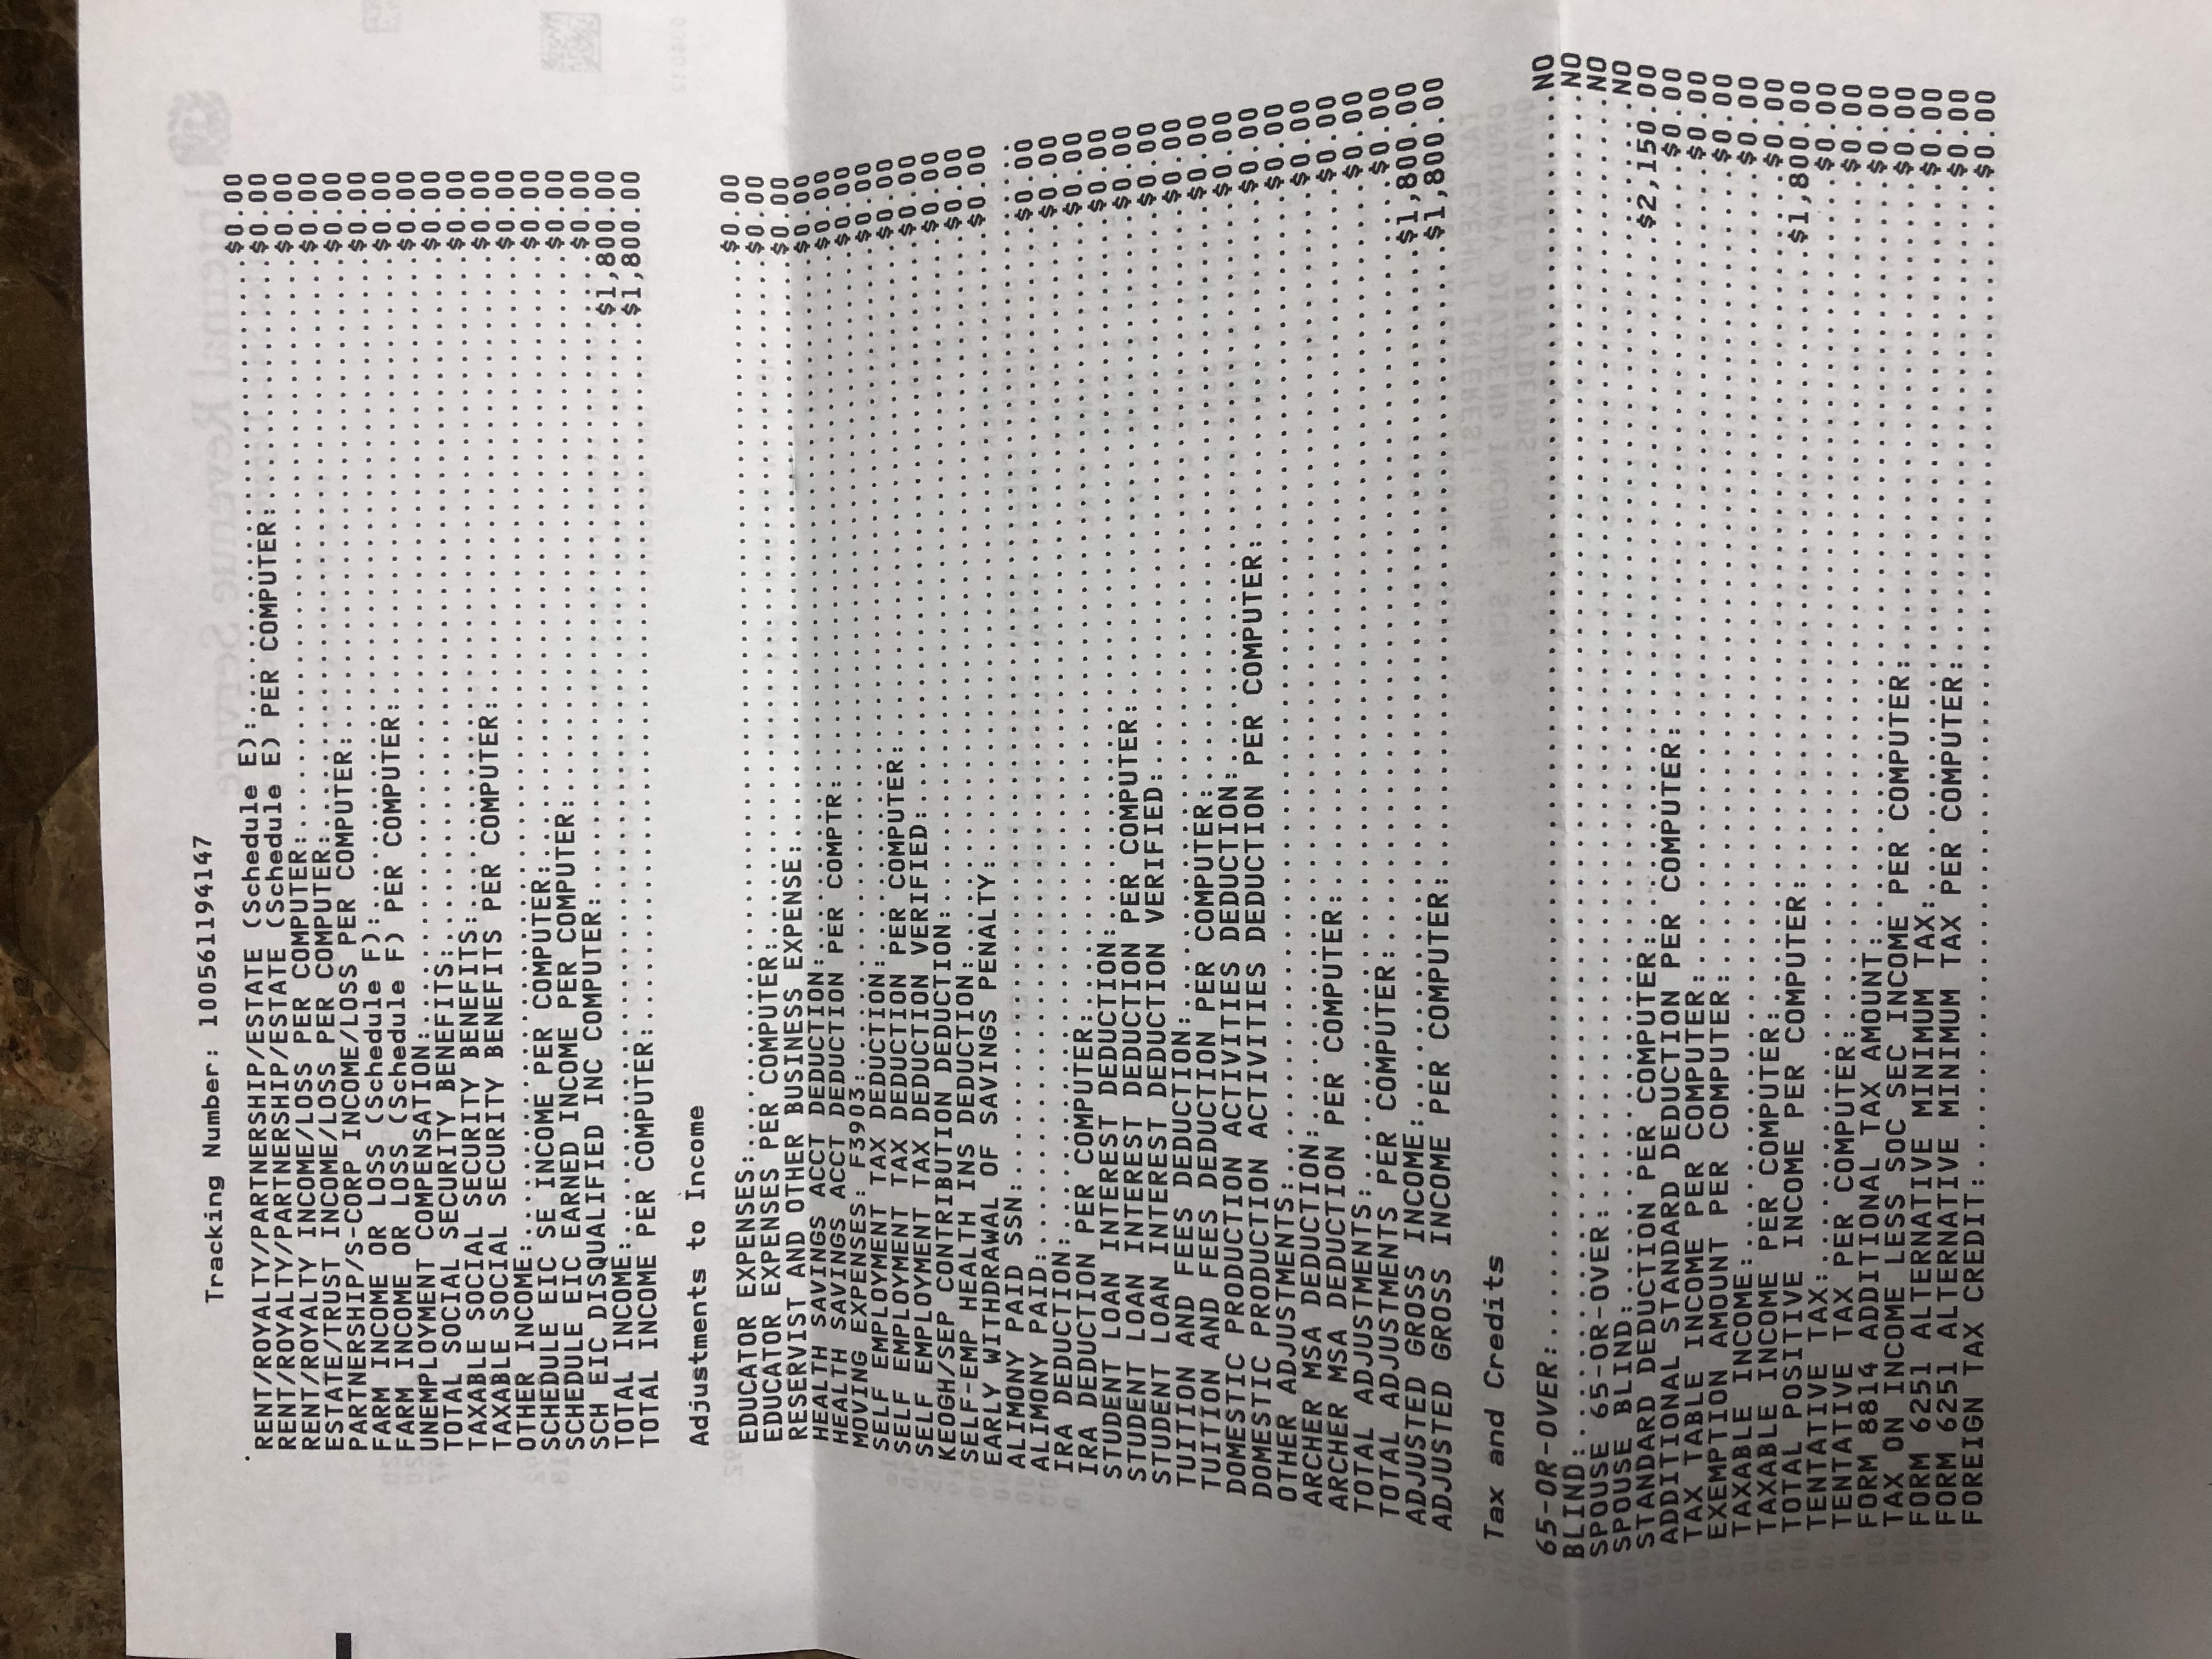 Internal Revenue Service
Tracking Number: 100561194147
RENT/ROYALTY/PARTNERSHIP/ESTATE (Schedule E):..............................$0.00
RENT/ROYALTY/PARTNERSHIP/ESTATE (Schedule E) PER COMPUTER:.................$0.00
RENT/ROYALTY INCOME/LOSS PER COMPUTER:.....................................$0.00
ESTATE/TRUST INCOME/LOSS PER COMPUTER:.....................................$0.00
PARTNERSHIP/S-CORP INCOME/LOSS PER COMPUTER:...............................$0.00
FARM INCOME OR LOSS (Schedule F):..........................................$0.00
FARM INCOME OR LOSS (Schedule F) PER COMPUTER:.............................$0.00
UNEMPLOYMENT COMPENSATION:.................................................$0.00
TOTAL SOCIAL SECURITY BENEFITS:............................................$0.00
TAXABLE SOCIAL SECURITY BENEFITS:..........................................$0.00
TAXABLE SOCIAL SECURITY BENEFITS PER COMPUTER:.............................$0.00
OTHER INCOME:..............................................................$0.00
SCHEDULE EIC SE INCOME PER COMPUTER:.......................................$0.00
SCHEDULE EIC EARNED INCOME PER COMPUTER:...................................$0.00
SCH EIC DISQUALIFIED INC COMPUTER:.........................................$0.00
TOTAL INCOME:..........................................................$1,800.00
TOTAL INCOME PER COMPUTER:.............................................$1,800.00
Adjustments to Income
EDUCATOR EXPENSES:.........................................................$0.00
EDUCATOR EXPENSES PER COMPUTER:............................................$0.00
RESERVIST AND OTHER BUSINESS EXPENSE:......................................$0.00
HEALTH SAVINGS ACCT DEDUCTION:.............................................$0.00
HEALTH SAVINGS ACCT DEDUCTION PER COMPTR:..................................$0.00
MOVING EXPENSES: F3903:....................................................$0.00
SELF EMPLOYMENT TAX DEDUCTION:.............................................$0.00
SELF EMPLOYMENT TAX DEDUCTION PER COMPUTER:................................$0.00
SELF EMPLOYMENT TAX DEDUCTION VERIFIED:....................................$0.00
KEOGH/SEP CONTRIBUTION DEDUCTION:..........................................$0.00
SELF-EMP HEALTH INS DEDUCTION:.............................................$0.00
EARLY WITHDRAWAL OF SAVINGS PENALTY:.......................................$0.00
ALIMONY PAID SSN:...............................................................
ALIMONY PAID:..............................................................$0.00
IRA DEDUCTION:.............................................................$0.00
IRA DEDUCTION PER COMPUTER:................................................$0.00
STUDENT LOAN INTEREST DEDUCTION:...........................................$0.00
STUDENT LOAN INTEREST DEDUCTION PER COMPUTER:..............................$0.00
STUDENT LOAN INTEREST DEDUCTION VERIFIED:..................................$0.00
TUITION AND FEES DEDUCTION:................................................$0.00
TUITION AND FEES DEDUCTION PER COMPUTER:...................................$0.00
DOMESTIC PRODUCTION ACTIVITIES DEDUCTION:..................................$0.00
DOMESTIC PRODUCTION ACTIVITIES DEDUCTION PER COMPUTER:.....................$0.00
OTHER ADJUSTMENTS:.........................................................$0.00
ARCHER MSA DEDUCTION:......................................................$0.00
ARCHER MSA DEDUCTION PER COMPUTER:.........................................$0.00
TOTAL ADJUSTMENTS:.........................................................$0.00
TOTAL ADJUSTMENTS PER COMPUTER:............................................$0.00
ADJUSTED GROSS INCOME:.................................................$1,800.00
ADJUSTED GROSS INCOME PER COMPUTER:....................................$1,800.00
Tax and Credits
65-OR-OVER:...................................................................NO
BLIND:........................................................................NO
SPOUSE 65-OR-OVER:............................................................NO
SPOUSE BLIND:.................................................................NO
STANDARD DEDUCTION PER COMPUTER:.......................................$2,150.00
ADDITIONAL STANDARD DEDUCTION PER COMPUTER:................................$0.00
TAX TABLE INCOME PER COMPUTER:.............................................$0.00
EXEMPTION AMOUNT PER COMPUTER:.............................................$0.00
TAXABLE INCOME:............................................................$0.00
TAXABLE INCOME PER COMPUTER:...............................................$0.00
TOTAL POSITIVE INCOME PER COMPUTER:....................................$1,800.00
TENTATIVE TAX:.............................................................$0.00
TENTATIVE TAX PER COMPUTER:................................................$0.00
FORM 8814 ADDITIONAL TAX AMOUNT:...........................................$0.00
TAX ON INCOME LESS SOC SEC INCOME PER COMPUTER:............................$0.00
FORM 6251 ALTERNATIVE MINIMUM TAX:.........................................$0.00
FORM 6251 ALTERNATIVE MINIMUM TAX PER COMPUTER:............................$0.00
FOREIGN TAX CREDIT:........................................................$0.00